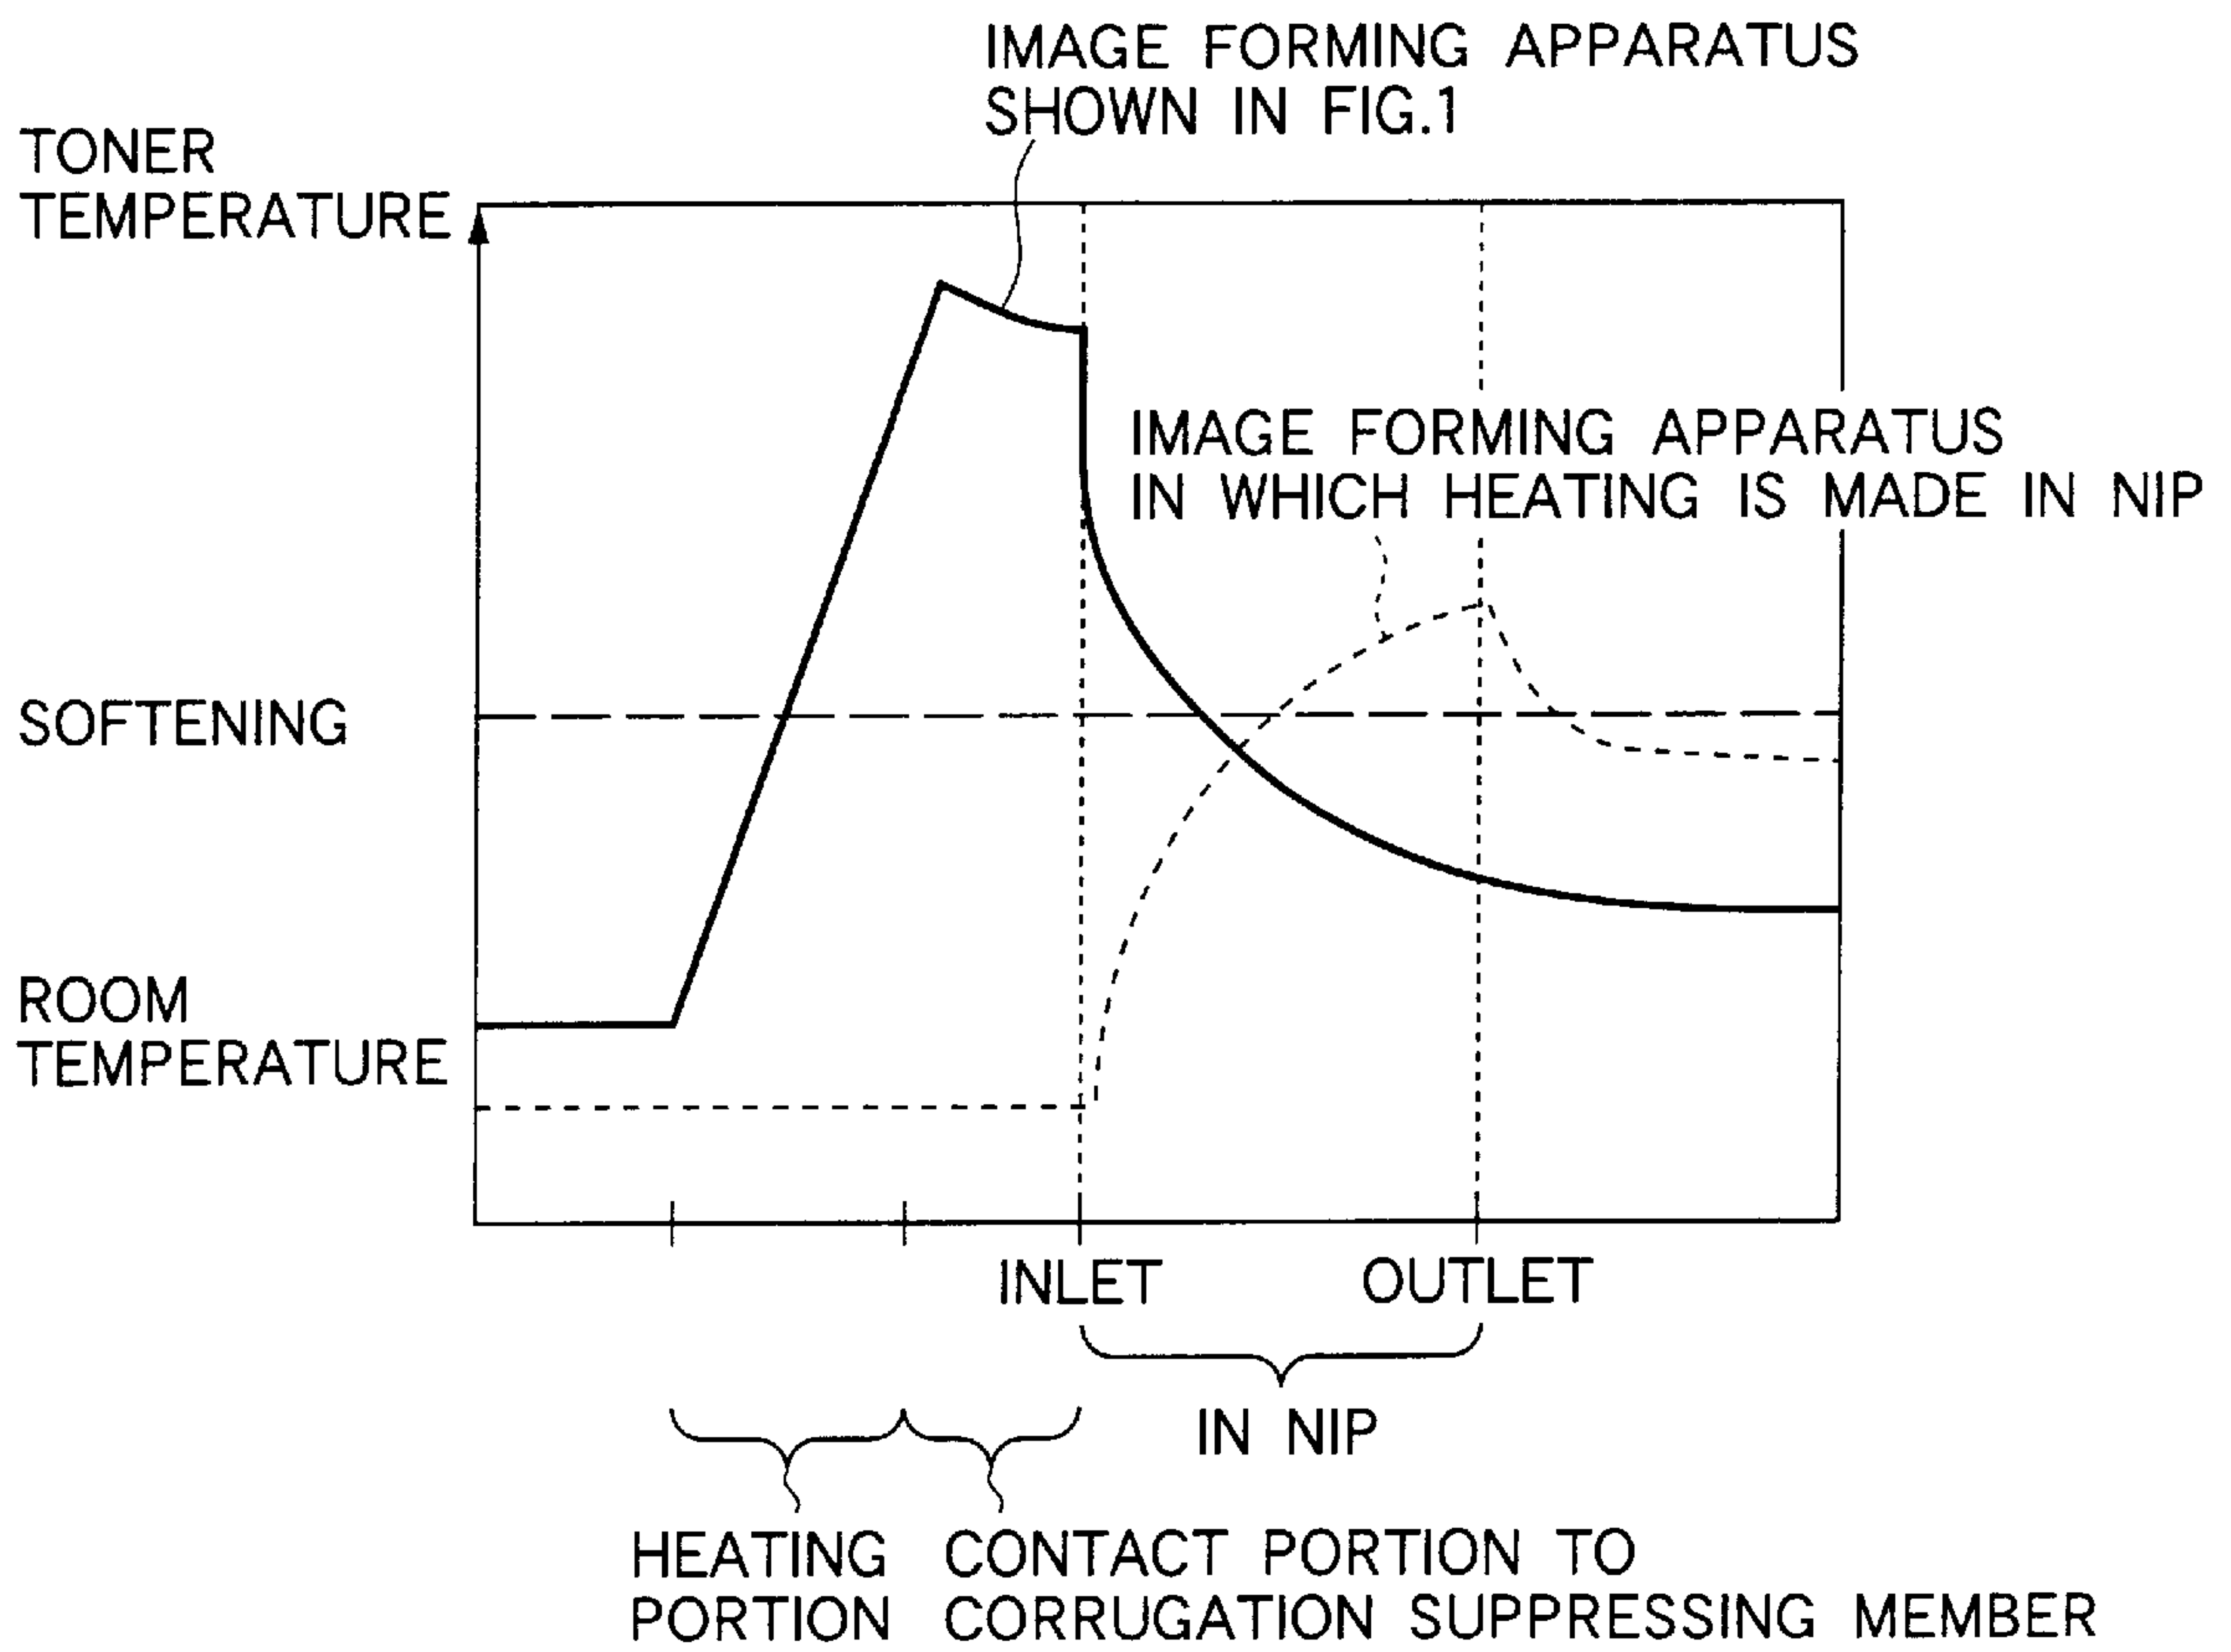 IMAGE FORMING APPARATUS
SHOWN IN FIG.1
TONER
TEMPERATURE
IMAGE FORMING APPARATUS
IN WHICH HEATING IS MADE IN NIP
SOFTENING
ROOM
TEMPERATURE
INLET OUTLET
IN NIP
HEATING
PORTION
CONTACT PORTION TO
CORRUGATION SUPPRESSING MEMBER